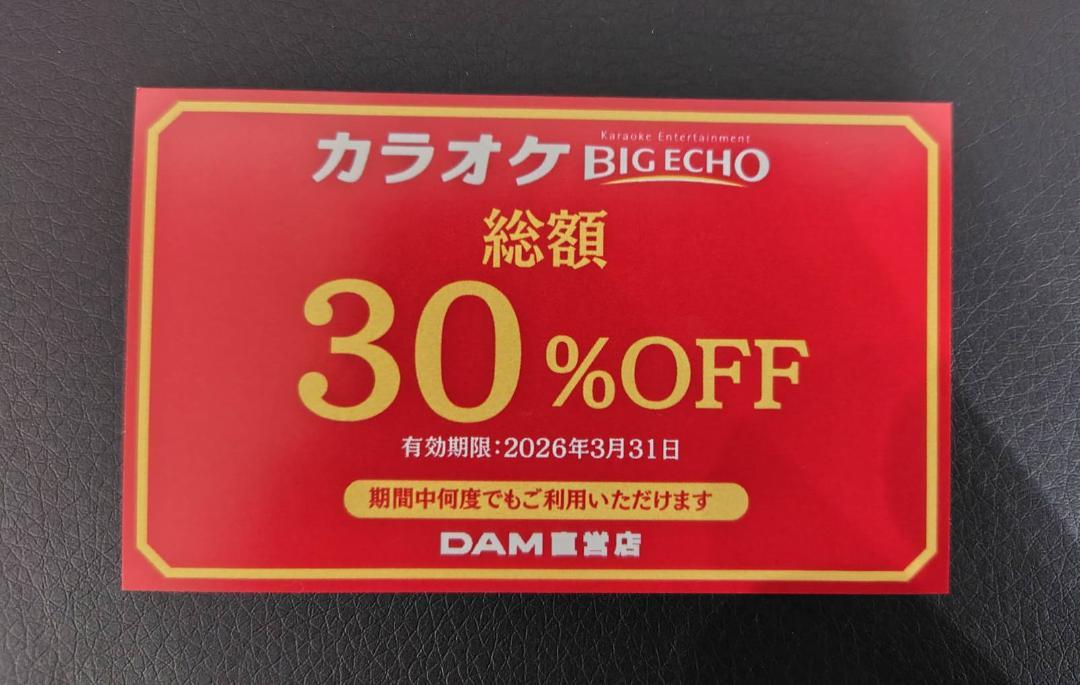 カラオケ BIG ECHO
Karaoke Entertainment
総額
30%OFF
有効期限:2026年3月31日
期間中何度でもご利用いただけます
DAM直営店